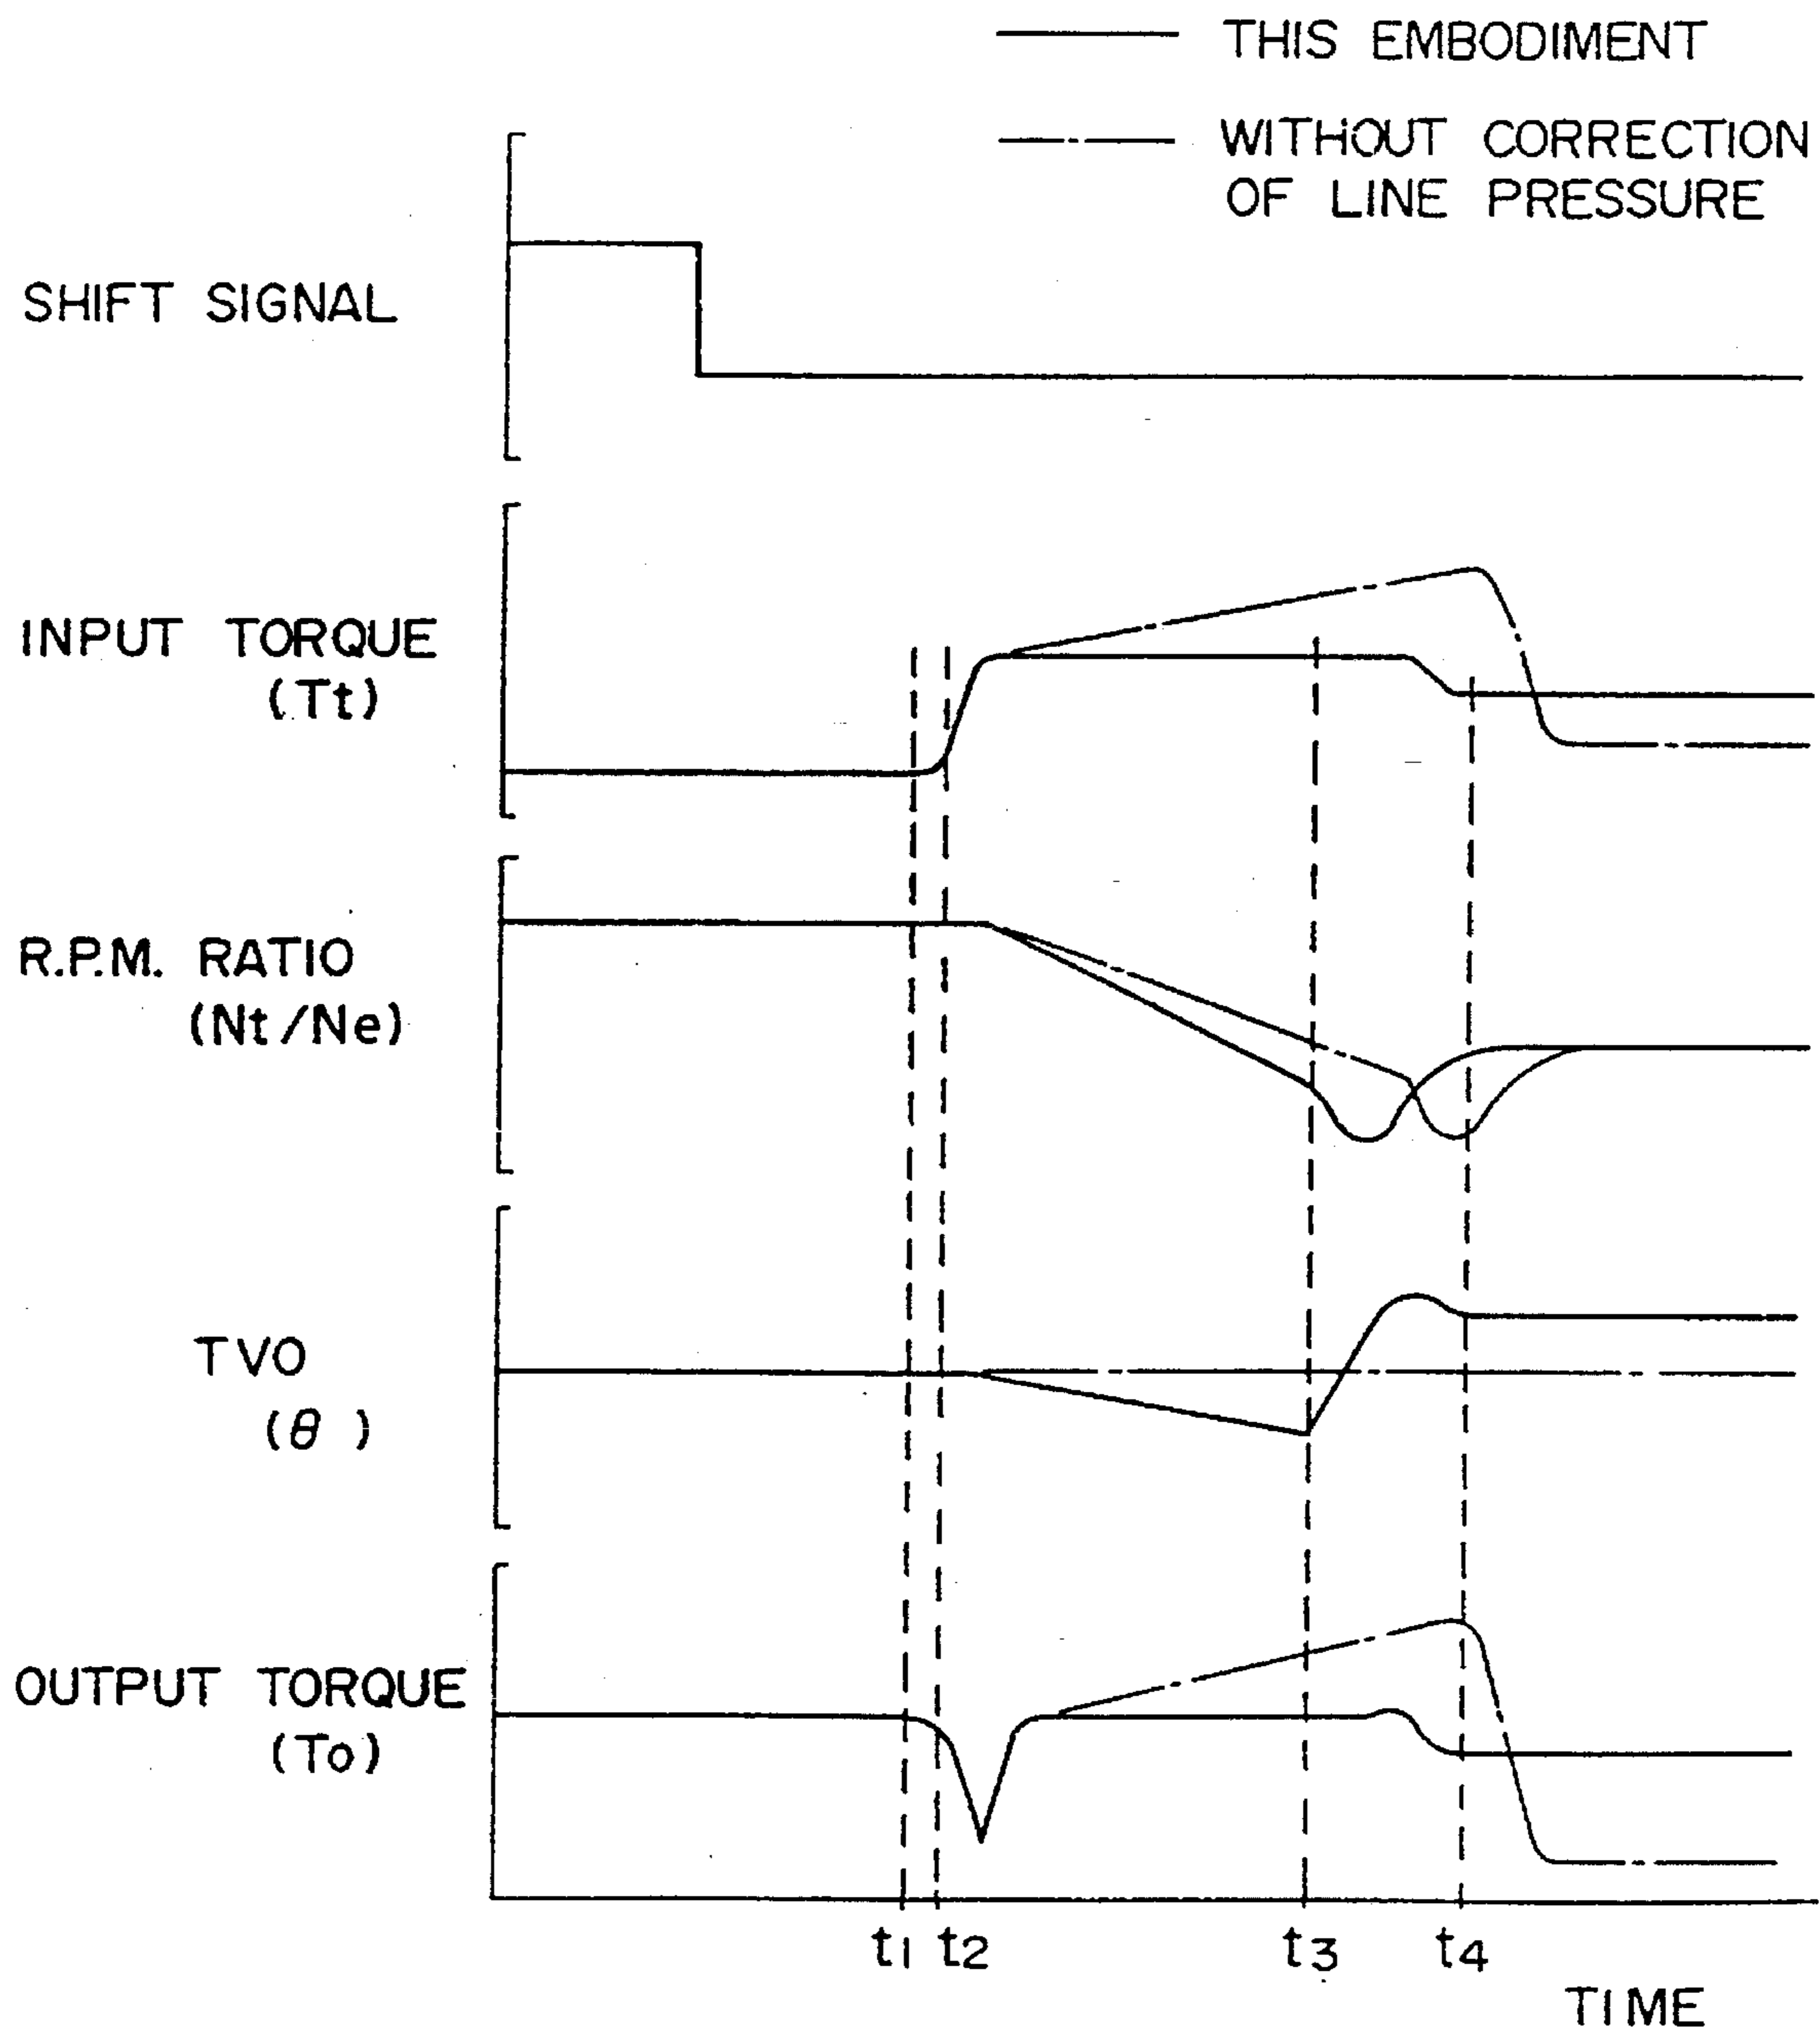 THIS EMBODIMENT
WITHOUT CORRECTION
OF LINE PRESSURE
SHIFT SIGNAL
INPUT TORQUE
(Tt)
R.P.M. RATIO
(Nt/Ne)
TVO
(θ)
OUTPUT TORQUE
(To)
t1 t2 t3 t4
TIME